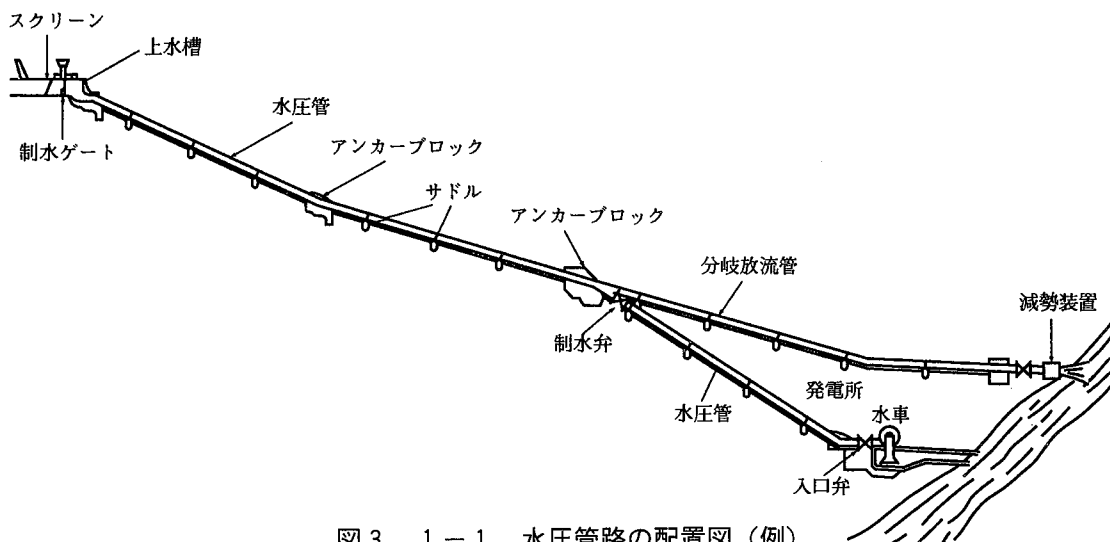 スクリーン
上水槽
水圧管
制水ゲート
アンカーブロック
サドル
アンカーブロック
分岐放流管
減勢装置
制水弁
発電所
水圧管
水車
入口弁
図3．1－1 水圧管路の配置図（例）